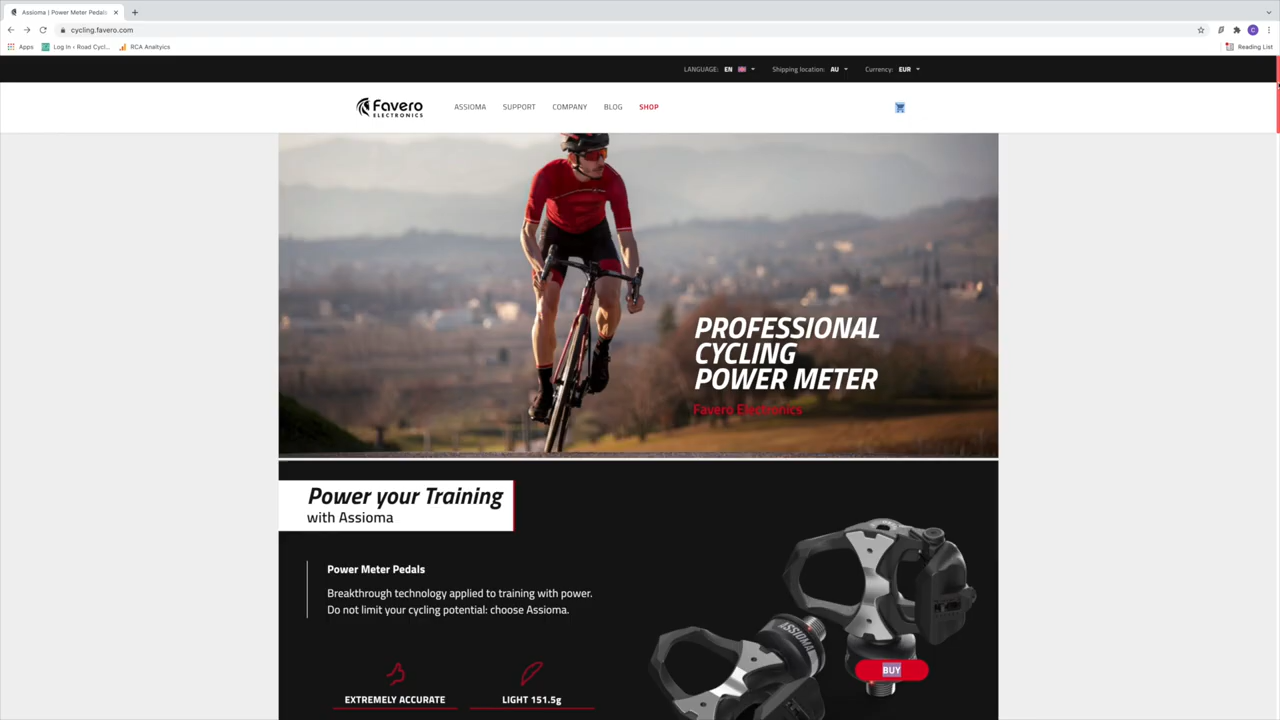 Assioma | Power Meter Pedals
cycling.favero.com
Apps
Log In ‹ Road Cycl...
RCA Analtyics
Reading List
LANGUAGE: EN
Shipping location: AU
Currency: EUR
Favero
ELECTRONICS
ASSIOMA
SUPPORT
COMPANY
BLOG
SHOP
PROFESSIONAL
CYCLING
POWER METER
Favero Electronics
Power your Training
with Assioma
Power Meter Pedals
Breakthrough technology applied to training with power.
Do not limit your cycling potential: choose Assioma.
ASSIOMA
BUY
EXTREMELY ACCURATE
LIGHT 151.5g